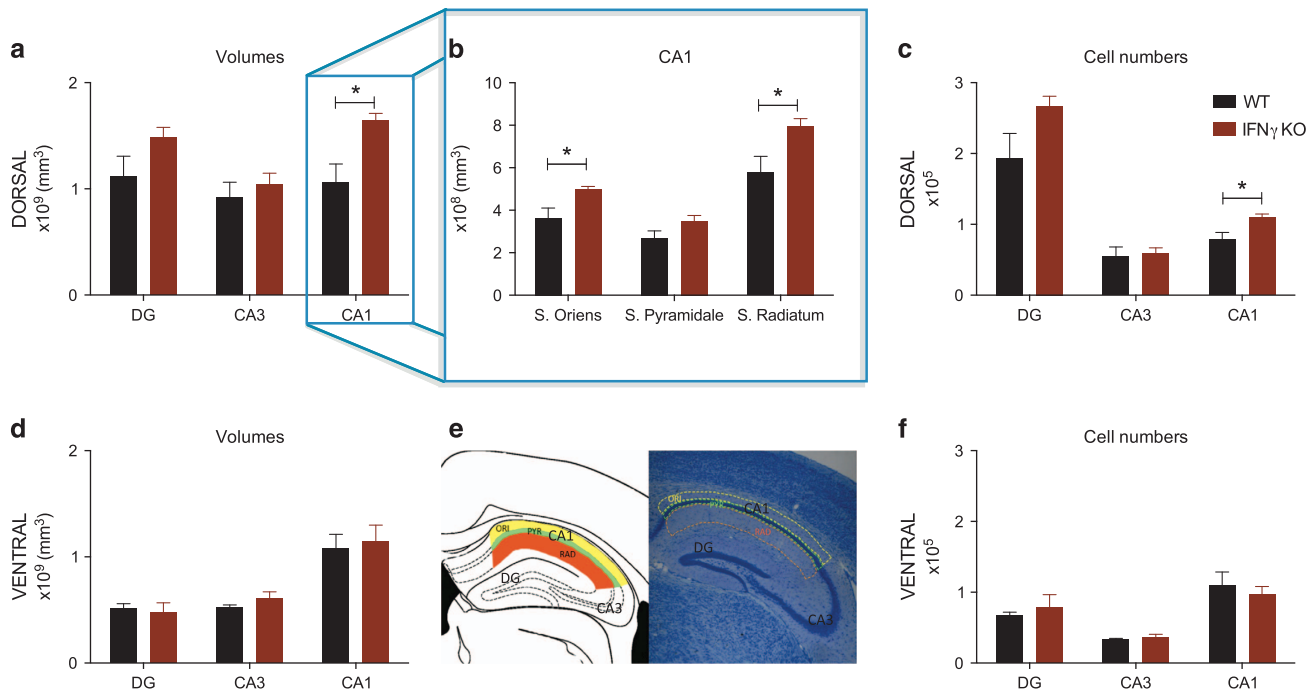 a
Volumes
DORSAL
x10⁹ (mm³)
2
1
0
*
DG
CA3
CA1
b
CA1
x10⁸ (mm³)
10
8
6
4
2
0
*
*
S. Oriens
S. Pyramidale
S. Radiatum
c
Cell numbers
DORSAL
x10⁵
3
2
1
0
WT
IFNγ KO
*
DG
CA3
CA1
d
Volumes
VENTRAL
x10⁹ (mm³)
2
1
0
DG
CA3
CA1
e
ORI
PYR
CA1
RAD
DG
CA3
ORI
PYR
CA1
RAD
DG
CA3
f
Cell numbers
VENTRAL
x10⁵
3
2
1
0
DG
CA3
CA1